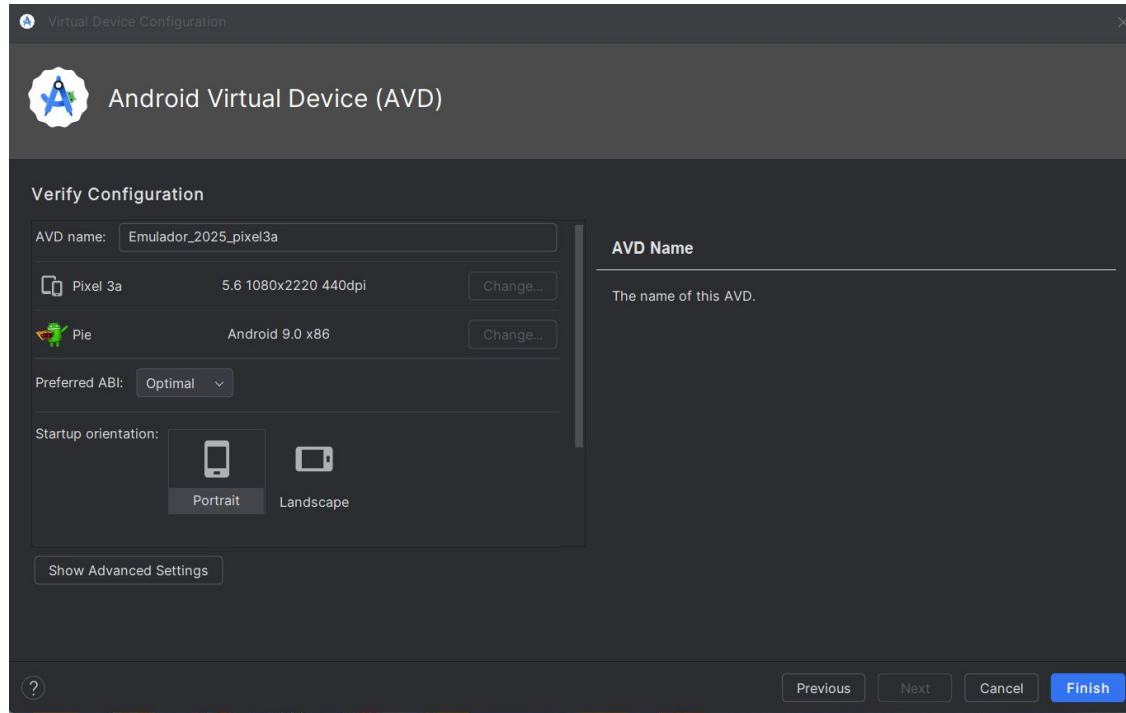 Virtual Device Configuration
Android Virtual Device (AVD)
Verify Configuration
AVD name: Emulador_2025_pixel3a
Pixel 3a 5.6 1080x2220 440dpi Change...
Pie Android 9.0 x86 Change...
Preferred ABI: Optimal
Startup orientation:
Portrait Landscape
Show Advanced Settings
AVD Name
The name of this AVD.
? Previous Next Cancel Finish